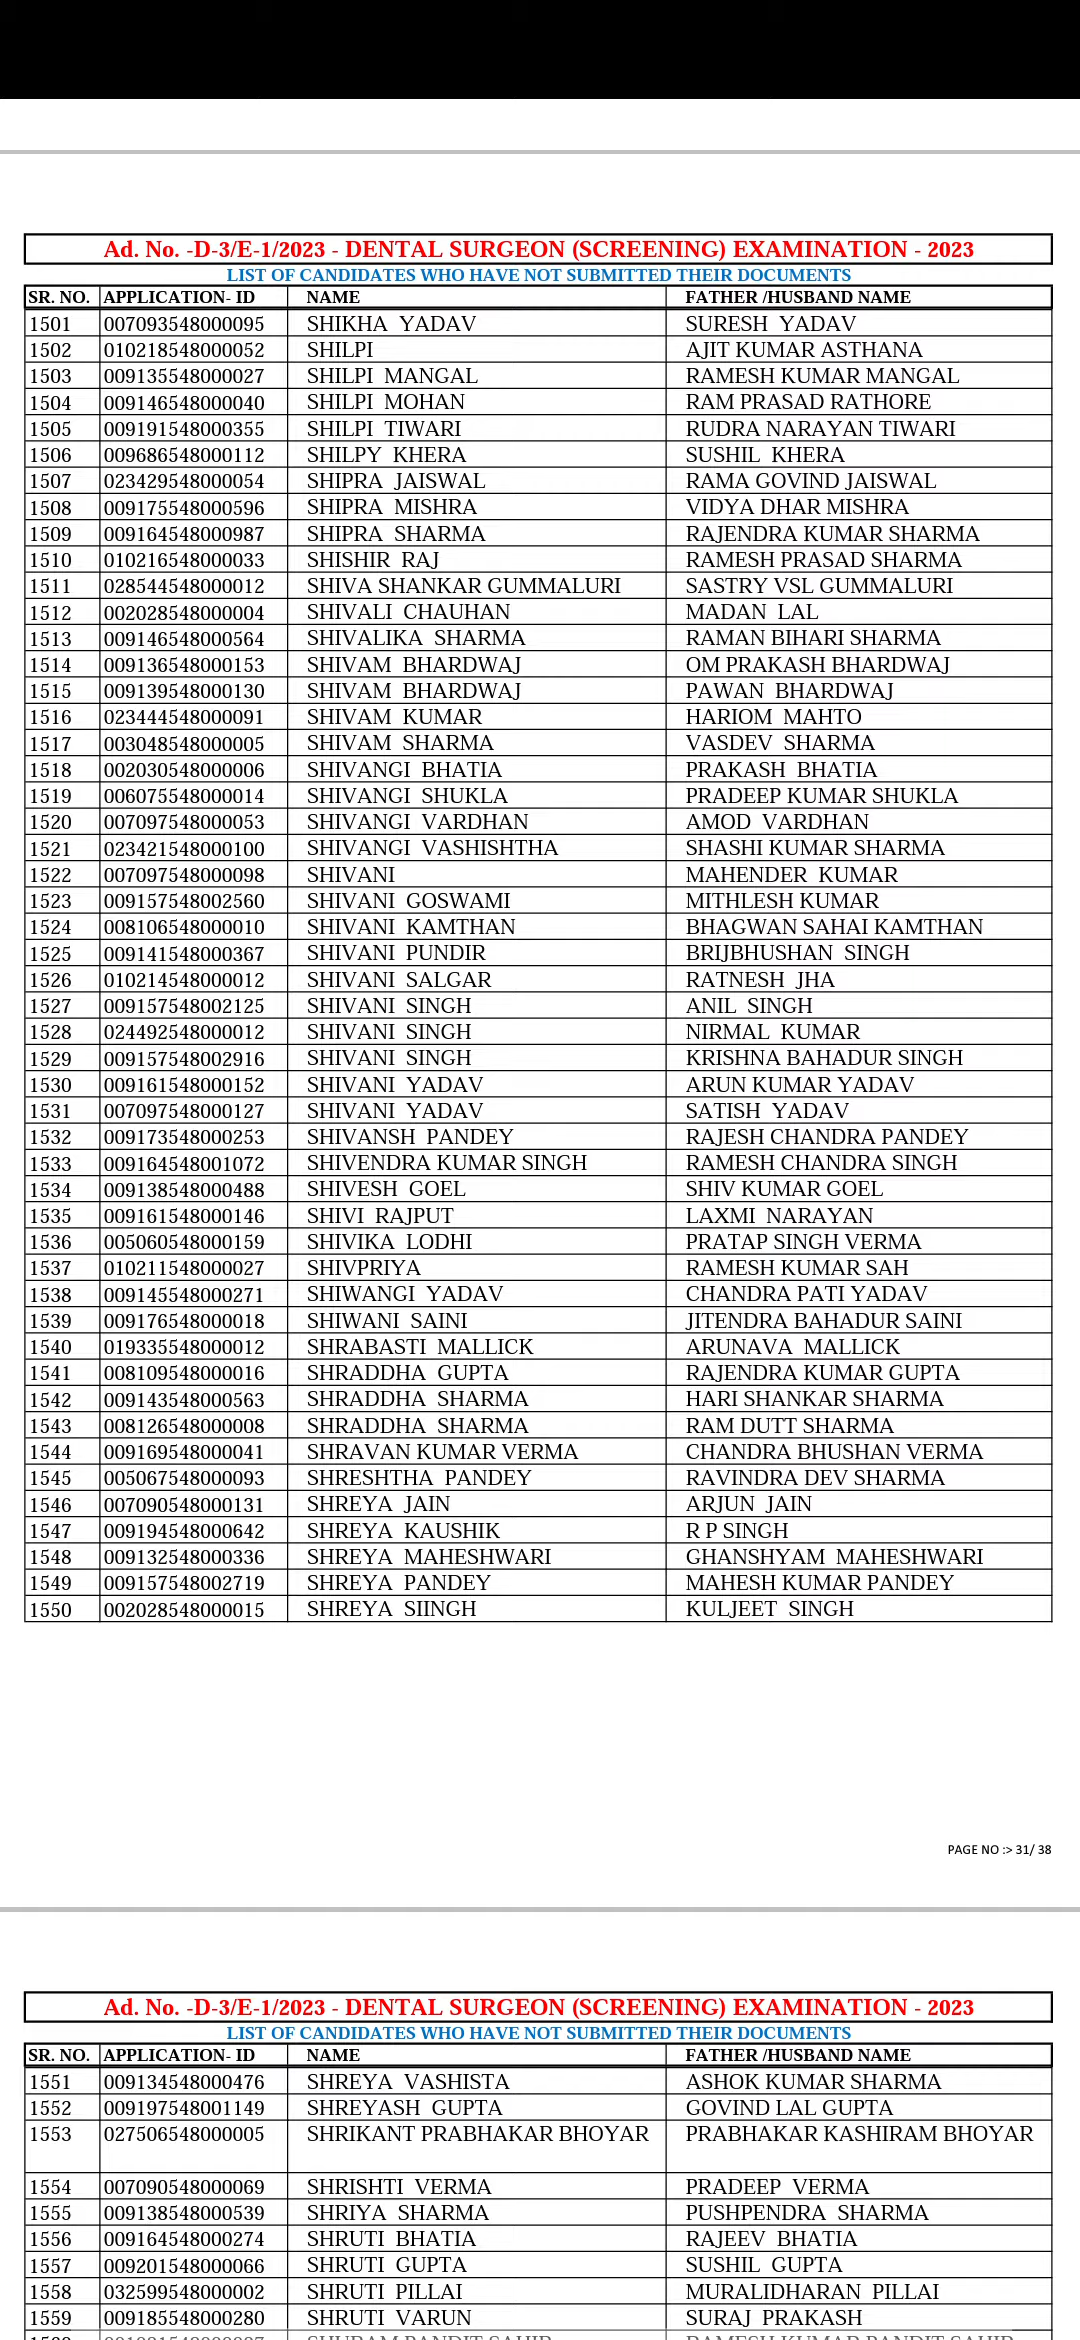 Ad. No. -D-3/E-1/2023 - DENTAL SURGEON (SCREENING) EXAMINATION - 2023
LIST OF CANDIDATES WHO HAVE NOT SUBMITTED THEIR DOCUMENTS
SR. NO. APPLICATION- ID NAME FATHER /HUSBAND NAME
1501 007093548000095 SHIKHA YADAV SURESH YADAV
1502 010218548000052 SHILPI AJIT KUMAR ASTHANA
1503 009135548000027 SHILPI MANGAL RAMESH KUMAR MANGAL
1504 009146548000040 SHILPI MOHAN RAM PRASAD RATHORE
1505 009191548000355 SHILPI TIWARI RUDRA NARAYAN TIWARI
1506 009686548000112 SHILPY KHERA SUSHIL KHERA
1507 023429548000054 SHIPRA JAISWAL RAMA GOVIND JAISWAL
1508 009175548000596 SHIPRA MISHRA VIDYA DHAR MISHRA
1509 009164548000987 SHIPRA SHARMA RAJENDRA KUMAR SHARMA
1510 010216548000033 SHISHIR RAJ RAMESH PRASAD SHARMA
1511 028544548000012 SHIVA SHANKAR GUMMALURI SASTRY VSL GUMMALURI
1512 002028548000004 SHIVALI CHAUHAN MADAN LAL
1513 009146548000564 SHIVALIKA SHARMA RAMAN BIHARI SHARMA
1514 009136548000153 SHIVAM BHARDWAJ OM PRAKASH BHARDWAJ
1515 009139548000130 SHIVAM BHARDWAJ PAWAN BHARDWAJ
1516 023444548000091 SHIVAM KUMAR HARIOM MAHTO
1517 003048548000005 SHIVAM SHARMA VASDEV SHARMA
1518 002030548000006 SHIVANGI BHATIA PRAKASH BHATIA
1519 006075548000014 SHIVANGI SHUKLA PRADEEP KUMAR SHUKLA
1520 007097548000053 SHIVANGI VARDHAN AMOD VARDHAN
1521 023421548000100 SHIVANGI VASHISHTHA SHASHI KUMAR SHARMA
1522 007097548000098 SHIVANI MAHENDER KUMAR
1523 009157548002560 SHIVANI GOSWAMI MITHLESH KUMAR
1524 008106548000010 SHIVANI KAMTHAN BHAGWAN SAHAI KAMTHAN
1525 009141548000367 SHIVANI PUNDIR BRIJBHUSHAN SINGH
1526 010214548000012 SHIVANI SALGAR RATNESH JHA
1527 009157548002125 SHIVANI SINGH ANIL SINGH
1528 024492548000012 SHIVANI SINGH NIRMAL KUMAR
1529 009157548002916 SHIVANI SINGH KRISHNA BAHADUR SINGH
1530 009161548000152 SHIVANI YADAV ARUN KUMAR YADAV
1531 007097548000127 SHIVANI YADAV SATISH YADAV
1532 009173548000253 SHIVANSH PANDEY RAJESH CHANDRA PANDEY
1533 009164548001072 SHIVENDRA KUMAR SINGH RAMESH CHANDRA SINGH
1534 009138548000488 SHIVESH GOEL SHIV KUMAR GOEL
1535 009161548000146 SHIVI RAJPUT LAXMI NARAYAN
1536 005060548000159 SHIVIKA LODHI PRATAP SINGH VERMA
1537 010211548000027 SHIVPRIYA RAMESH KUMAR SAH
1538 009145548000271 SHIWANGI YADAV CHANDRA PATI YADAV
1539 009176548000018 SHIWANI SAINI JITENDRA BAHADUR SAINI
1540 019335548000012 SHRABASTI MALLICK ARUNAVA MALLICK
1541 008109548000016 SHRADDHA GUPTA RAJENDRA KUMAR GUPTA
1542 009143548000563 SHRADDHA SHARMA HARI SHANKAR SHARMA
1543 008126548000008 SHRADDHA SHARMA RAM DUTT SHARMA
1544 009169548000041 SHRAVAN KUMAR VERMA CHANDRA BHUSHAN VERMA
1545 005067548000093 SHRESHTHA PANDEY RAVINDRA DEV SHARMA
1546 007090548000131 SHREYA JAIN ARJUN JAIN
1547 009194548000642 SHREYA KAUSHIK R P SINGH
1548 009132548000336 SHREYA MAHESHWARI GHANSHYAM MAHESHWARI
1549 009157548002719 SHREYA PANDEY MAHESH KUMAR PANDEY
1550 002028548000015 SHREYA SIINGH KULJEET SINGH
PAGE NO :> 31/ 38
Ad. No. -D-3/E-1/2023 - DENTAL SURGEON (SCREENING) EXAMINATION - 2023
LIST OF CANDIDATES WHO HAVE NOT SUBMITTED THEIR DOCUMENTS
SR. NO. APPLICATION- ID NAME FATHER /HUSBAND NAME
1551 009134548000476 SHREYA VASHISTA ASHOK KUMAR SHARMA
1552 009197548001149 SHREYASH GUPTA GOVIND LAL GUPTA
1553 027506548000005 SHRIKANT PRABHAKAR BHOYAR PRABHAKAR KASHIRAM BHOYAR
1554 007090548000069 SHRISHTI VERMA PRADEEP VERMA
1555 009138548000539 SHRIYA SHARMA PUSHPENDRA SHARMA
1556 009164548000274 SHRUTI BHATIA RAJEEV BHATIA
1557 009201548000066 SHRUTI GUPTA SUSHIL GUPTA
1558 032599548000002 SHRUTI PILLAI MURALIDHARAN PILLAI
1559 009185548000280 SHRUTI VARUN SURAJ PRAKASH